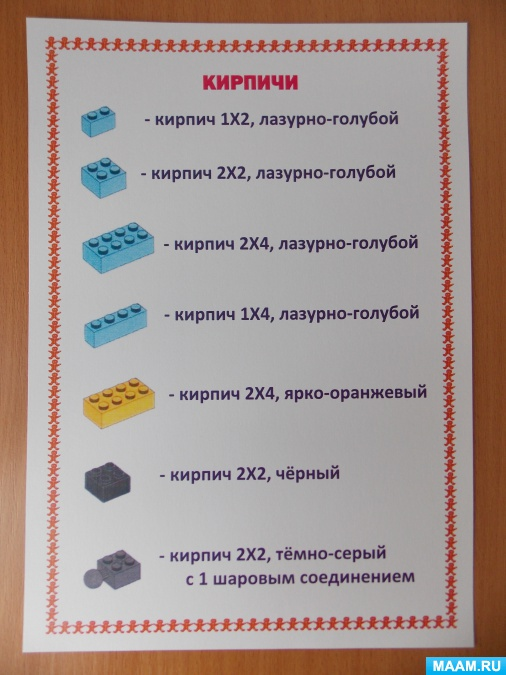 КИРПИЧИ
- кирпич 1Х2, лазурно-голубой
- кирпич 2Х2, лазурно-голубой
- кирпич 2Х4, лазурно-голубой
- кирпич 1Х4, лазурно-голубой
- кирпич 2Х4, ярко-оранжевый
- кирпич 2Х2, чёрный
- кирпич 2Х2, тёмно-серый
с 1 шаровым соединением
MAAM.RU